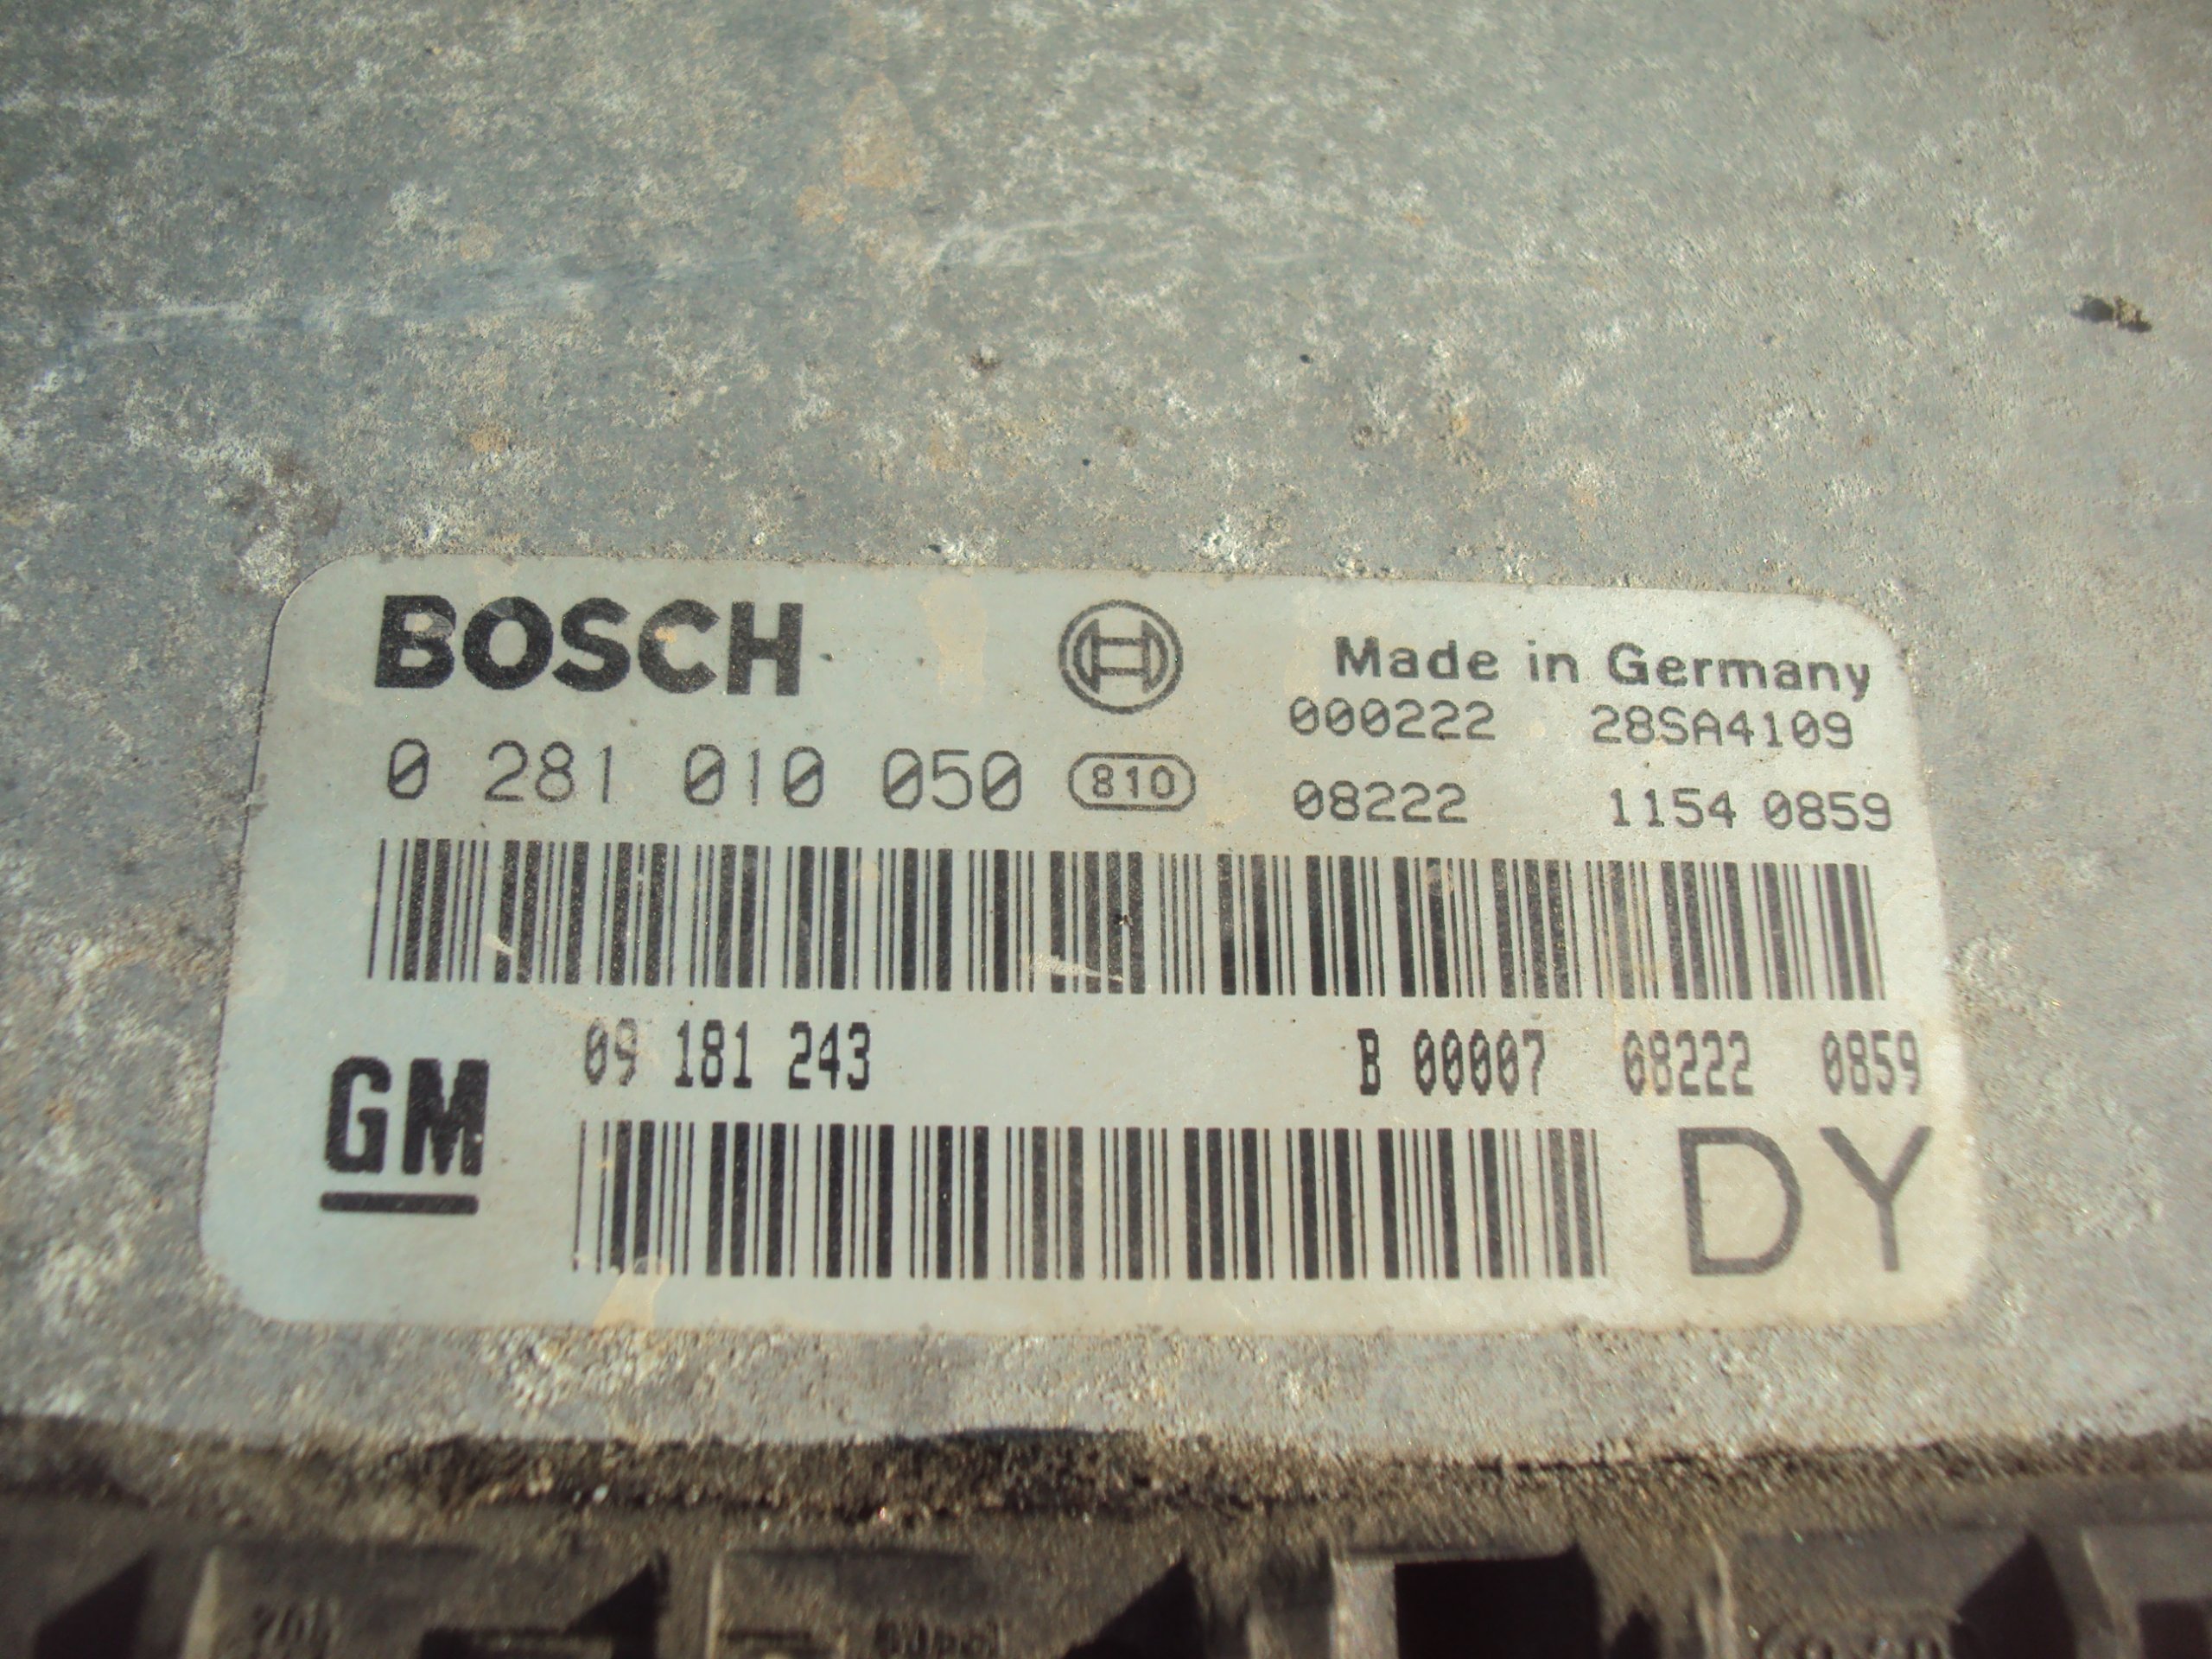 BOSCH
Made in Germany
000222 28SA4109
0 281 010 050 810
08222 1154 0859
09 181 243 B 00007 08222 0859
GM
DY